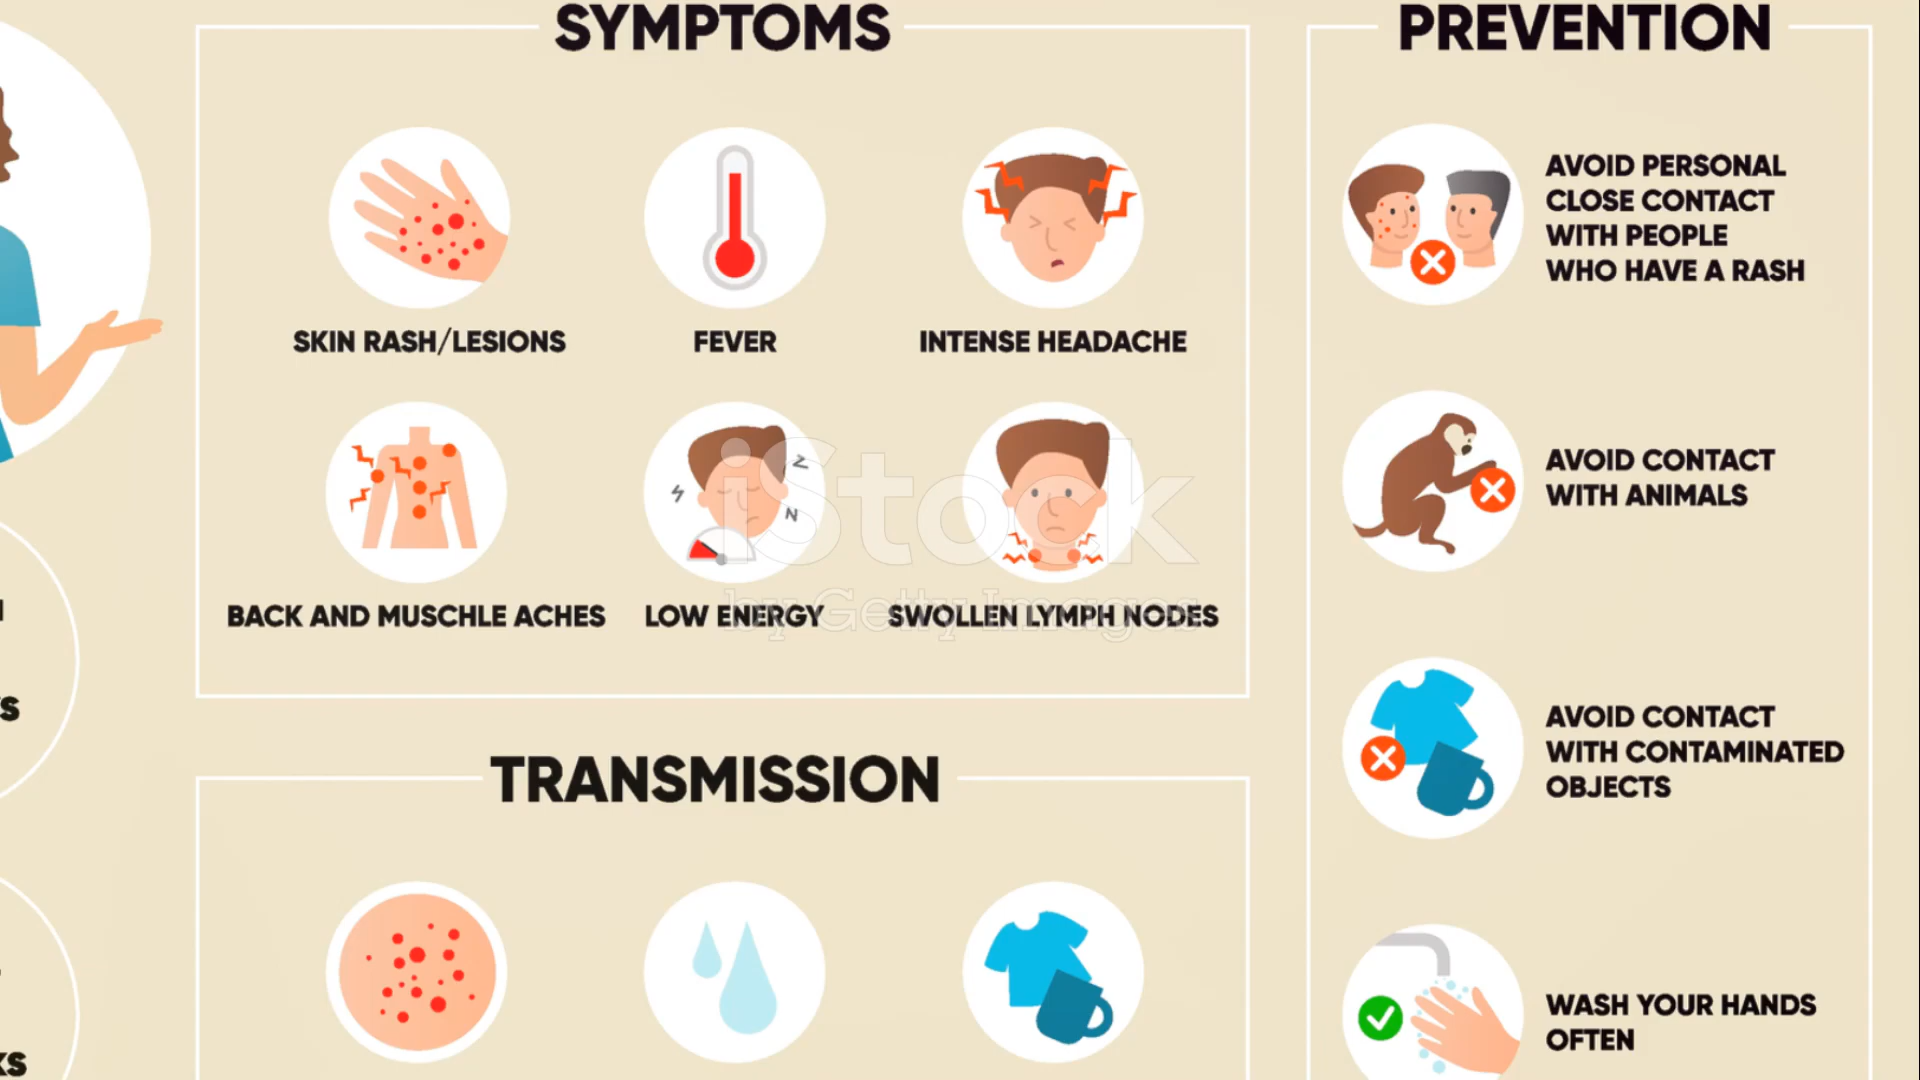 SYMPTOMS
SKIN RASH/LESIONS
FEVER
INTENSE HEADACHE
BACK AND MUSCHLE ACHES
LOW ENERGY
SWOLLEN LYMPH NODES
iStock
by Getty Images
TRANSMISSION
PREVENTION
AVOID PERSONAL
CLOSE CONTACT
WITH PEOPLE
WHO HAVE A RASH
AVOID CONTACT
WITH ANIMALS
AVOID CONTACT
WITH CONTAMINATED
OBJECTS
WASH YOUR HANDS
OFTEN